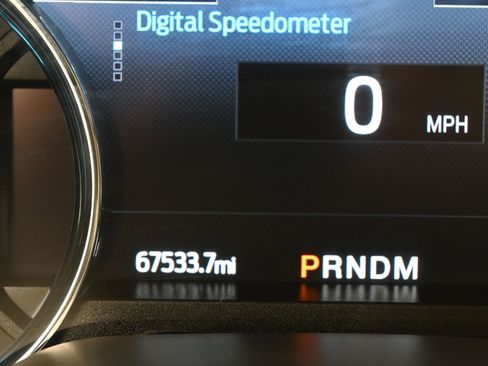 Digital Speedometer
0 MPH
67533.7mi PRNDM